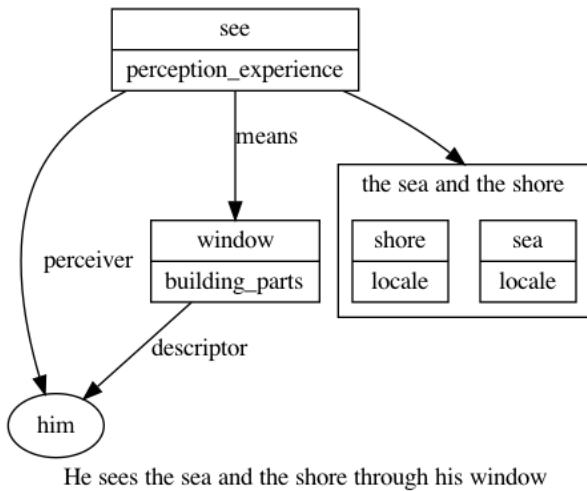 see
perception_experience
means
the sea and the shore
window
shore
sea
building_parts
locale
locale
perceiver
descriptor
him
He sees the sea and the shore through his window